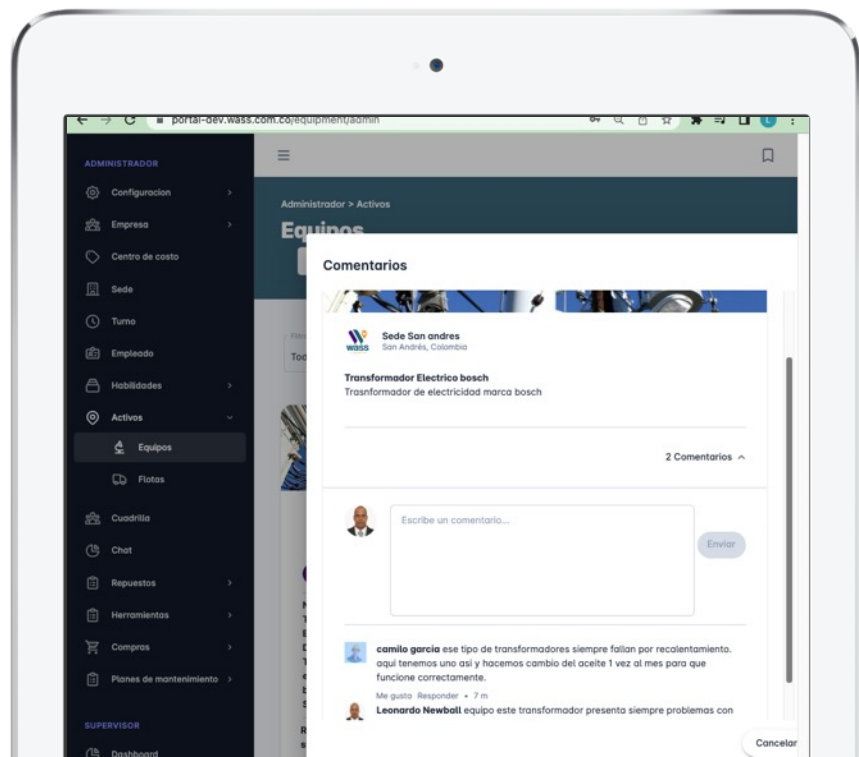 portal-dev.wass.com.co/equipment/admin
ADMINISTRADOR
Configuracion
Empresa
Centro de costo
Sede
Turno
Empleado
Habilidades
Activos
Equipos
Flotas
Cuadrilla
Chat
Repuestos
Herramientas
Compras
Planes de mantenimiento
SUPERVISOR
Dashboard
Administrador > Activos
Equipos
Comentarios
wass
Sede San andres
San Andrés, Colombia
Transformador Electrico bosch
Trasnformador de electricidad marca bosch
2 Comentarios
Escribe un comentario...
Enviar
camilo garcia ese tipo de transformadores siempre fallan por recalentamiento.
aqui tenemos uno asi y hacemos cambio del aceite 1 vez al mes para que
funcione correctamente.
Me gusta Responder • 7 m
Leonardo Newball equipo este transformador presenta siempre problemas con
Cancelar